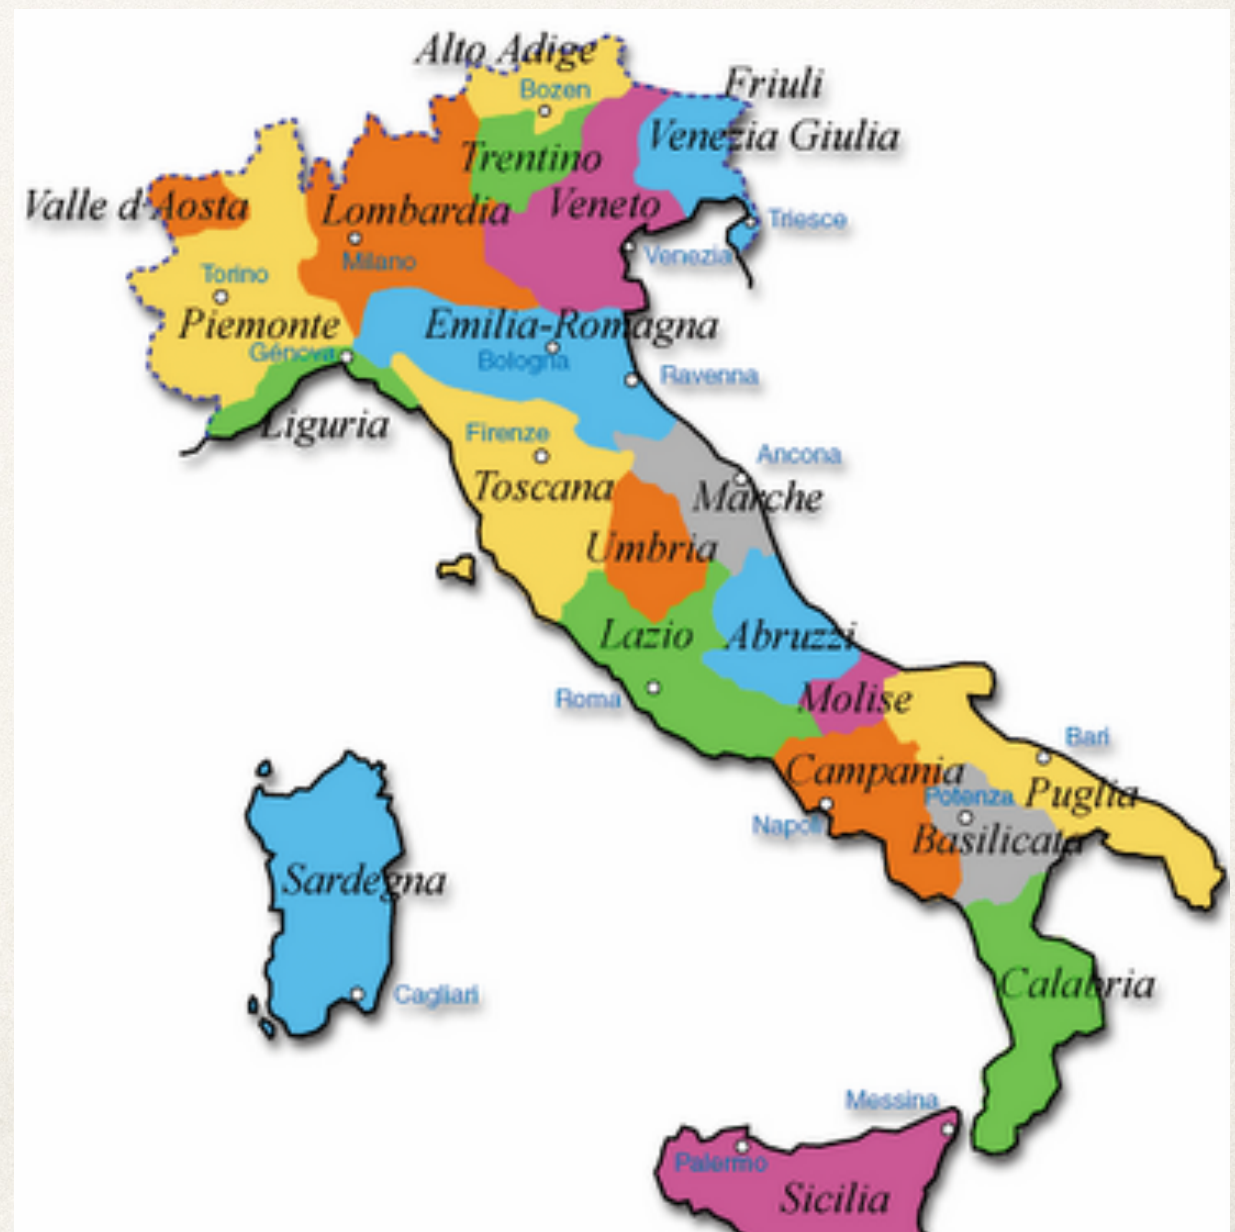 Alto Adige
Bozen
Friuli
Venezia Giulia
Trentino
Valle d'Aosta
Lombardia
Veneto
Triesce
Milano
Venezia
Torino
Piemonte
Emilia-Romagna
Génova
Bologna
Ravenna
Liguria
Firenze
Ancona
Toscana
Marche
Umbria
Lazio
Abruzzi
Roma
Molise
Bari
Campania
Potenza
Puglia
Napoli
Basilicata
Sardegna
Cagliari
Calabria
Messina
Palermo
Sicilia